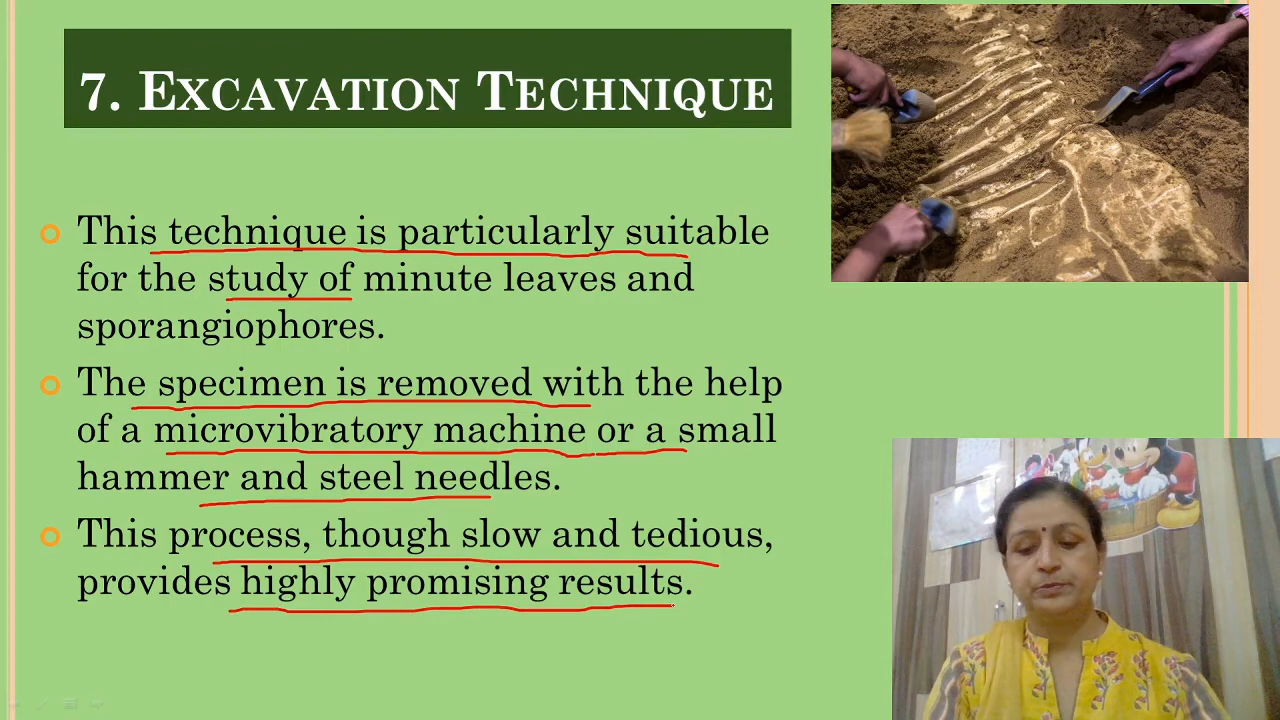 7. EXCAVATION TECHNIQUE
This technique is particularly suitable
for the study of minute leaves and
sporangiophores.
The specimen is removed with the help
of a microvibratory machine or a small
hammer and steel needles.
This process, though slow and tedious,
provides highly promising results.